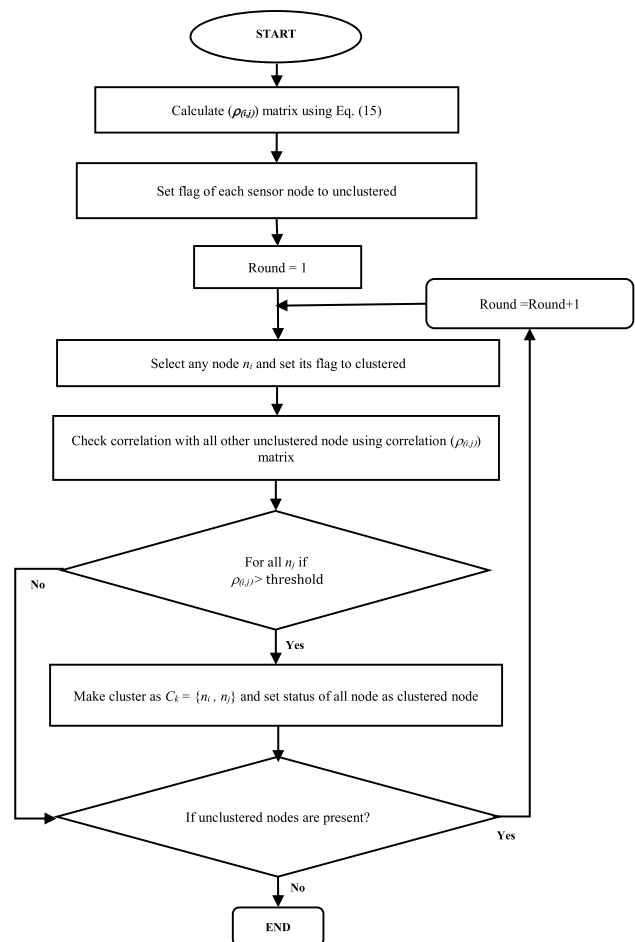 START
Calculate (ρ(i,j)) matrix using Eq. (15)
Set flag of each sensor node to unclustered
Round = 1
Round =Round+1
Select any node ni and set its flag to clustered
Check correlation with all other unclustered node using correlation (ρ(i,j))
matrix
For all nj if
ρ(i,j) > threshold
No
Yes
Make cluster as Ck = {ni , nj} and set status of all node as clustered node
If unclustered nodes are present?
Yes
No
END